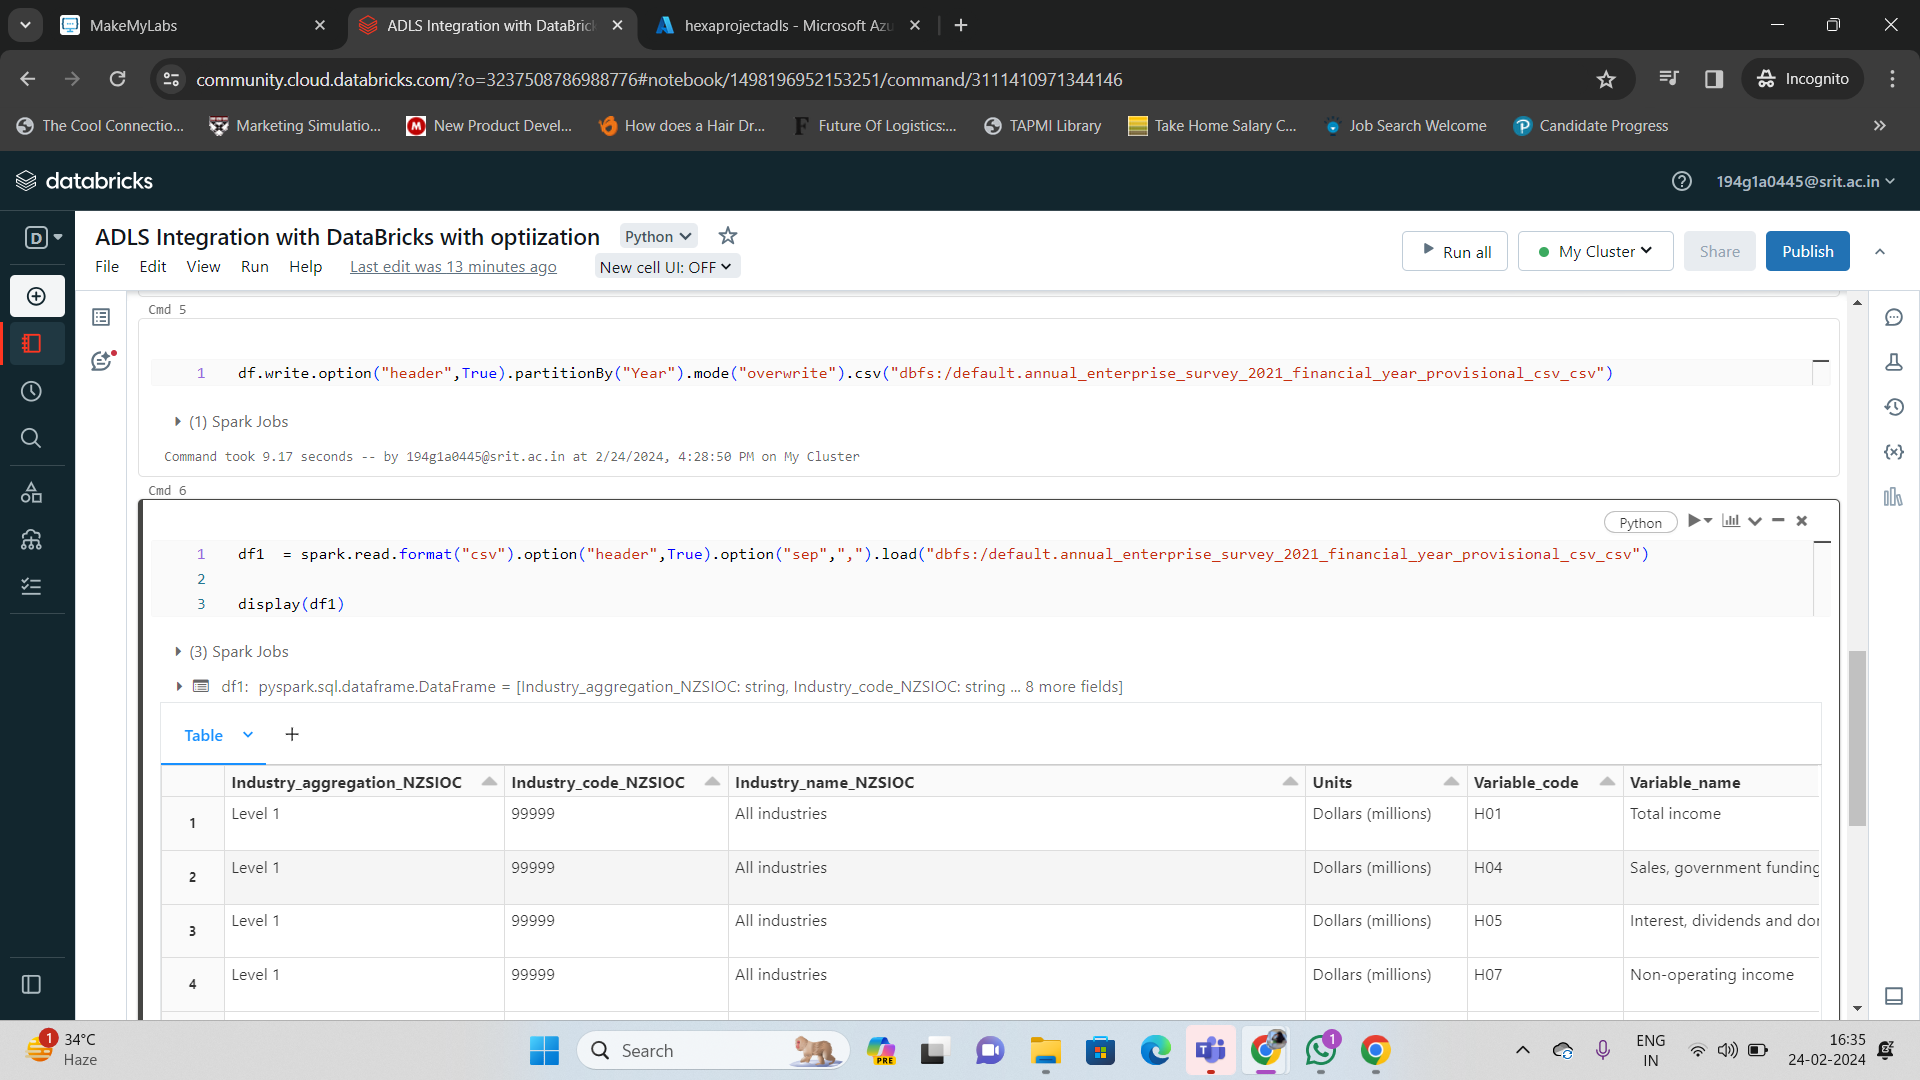 MakeMyLabs
ADLS Integration with DataBric
hexaprojectadls - Microsoft Az
community.cloud.databricks.com/?o=3237508786988776#notebook/1498196952153251/command/3111410971344146
Incognito
The Cool Connectio...
Marketing Simulatio...
New Product Devel...
How does a Hair Dr...
Future Of Logistics:...
TAPMI Library
Take Home Salary C...
Job Search Welcome
Candidate Progress
databricks
194g1a0445@srit.ac.in
D
ADLS Integration with DataBricks with optiization
Python
File Edit View Run Help Last edit was 13 minutes ago
New cell UI: OFF
Run all
My Cluster
Share
Publish
Cmd 5
1 df.write.option("header",True).partitionBy("Year").mode("overwrite").csv("dbfs:/default.annual_enterprise_survey_2021_financial_year_provisional_csv_csv")
(1) Spark Jobs
Command took 9.17 seconds -- by 194g1a0445@srit.ac.in at 2/24/2024, 4:28:50 PM on My Cluster
Cmd 6
Python
1 df1  = spark.read.format("csv").option("header",True).option("sep",",").load("dbfs:/default.annual_enterprise_survey_2021_financial_year_provisional_csv_csv")
2
3 display(df1)
(3) Spark Jobs
df1: pyspark.sql.dataframe.DataFrame = [Industry_aggregation_NZSIOC: string, Industry_code_NZSIOC: string ... 8 more fields]
Table
Industry_aggregation_NZSIOC Industry_code_NZSIOC Industry_name_NZSIOC Units Variable_code Variable_name
1 Level 1 99999 All industries Dollars (millions) H01 Total income
2 Level 1 99999 All industries Dollars (millions) H04 Sales, government funding
3 Level 1 99999 All industries Dollars (millions) H05 Interest, dividends and do
4 Level 1 99999 All industries Dollars (millions) H07 Non-operating income
1
34°C
Haze
Search
PRE
1
ENG
IN
16:35
24-02-2024